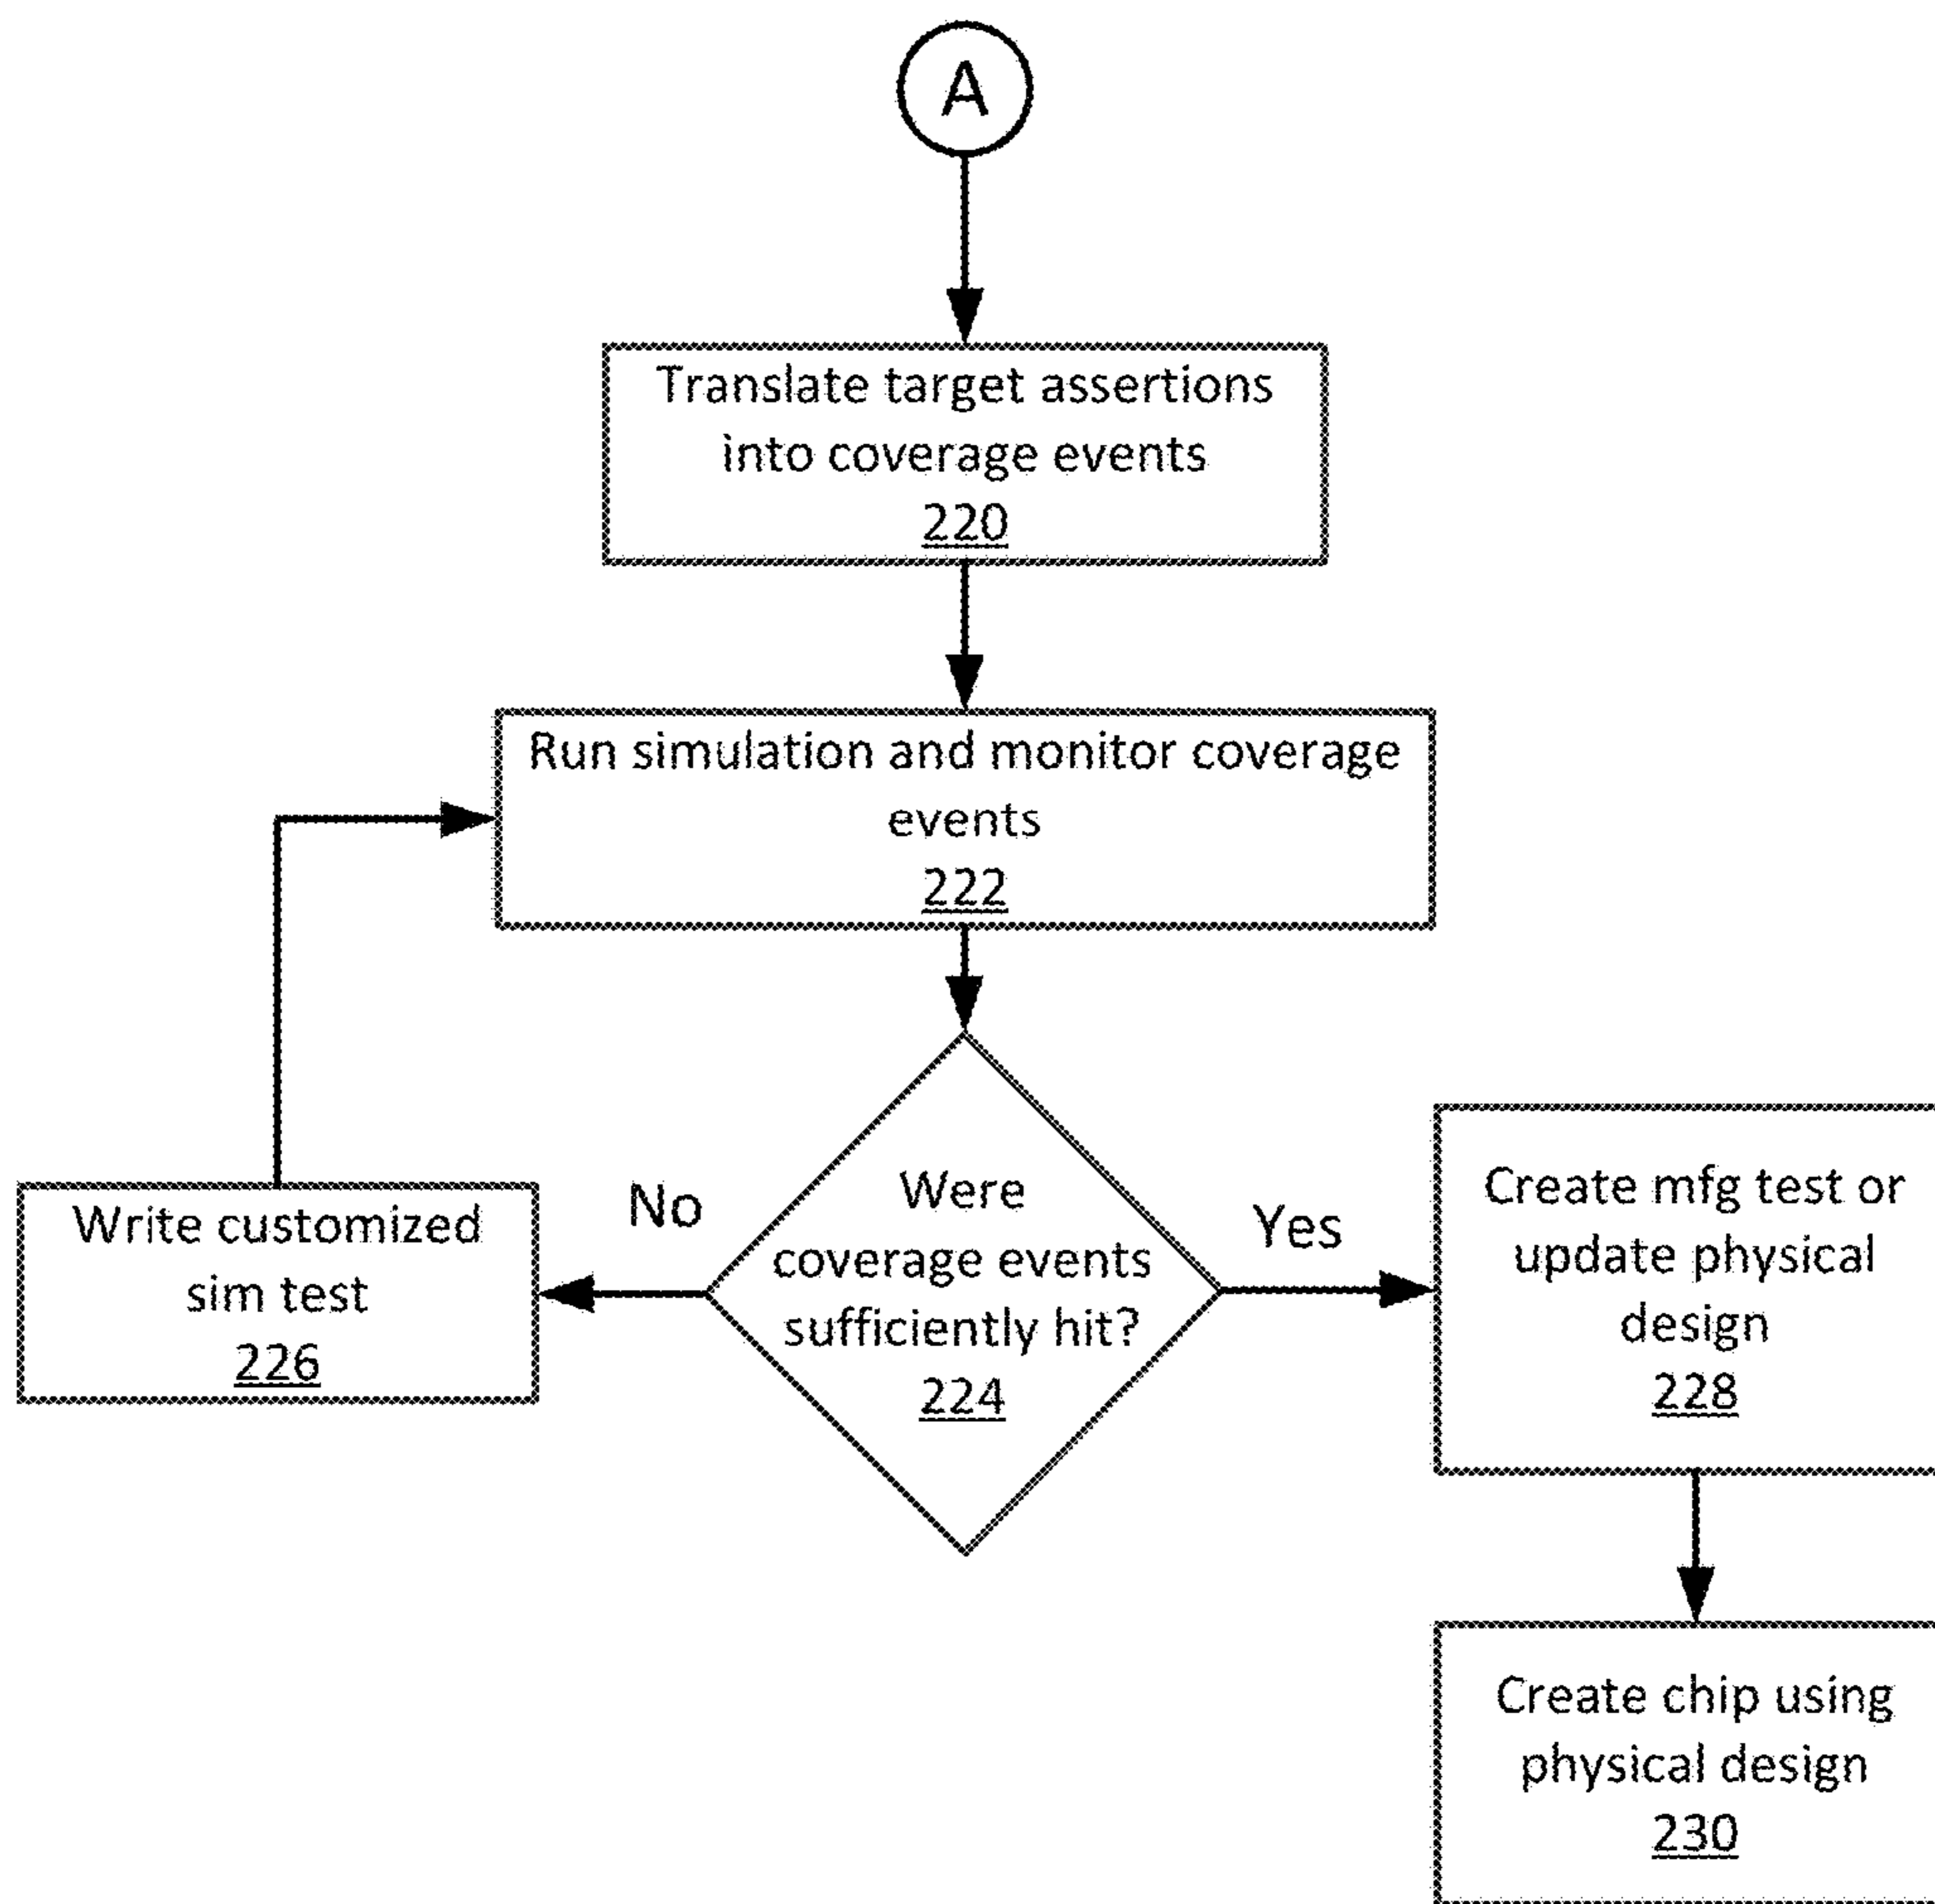 A
Translate target assertions
into coverage events
220
Run simulation and monitor coverage
events
222
Were
coverage events
sufficiently hit?
224
No
Yes
Write customized
sim test
226
Create mfg test or
update physical
design
228
Create chip using
physical design
230